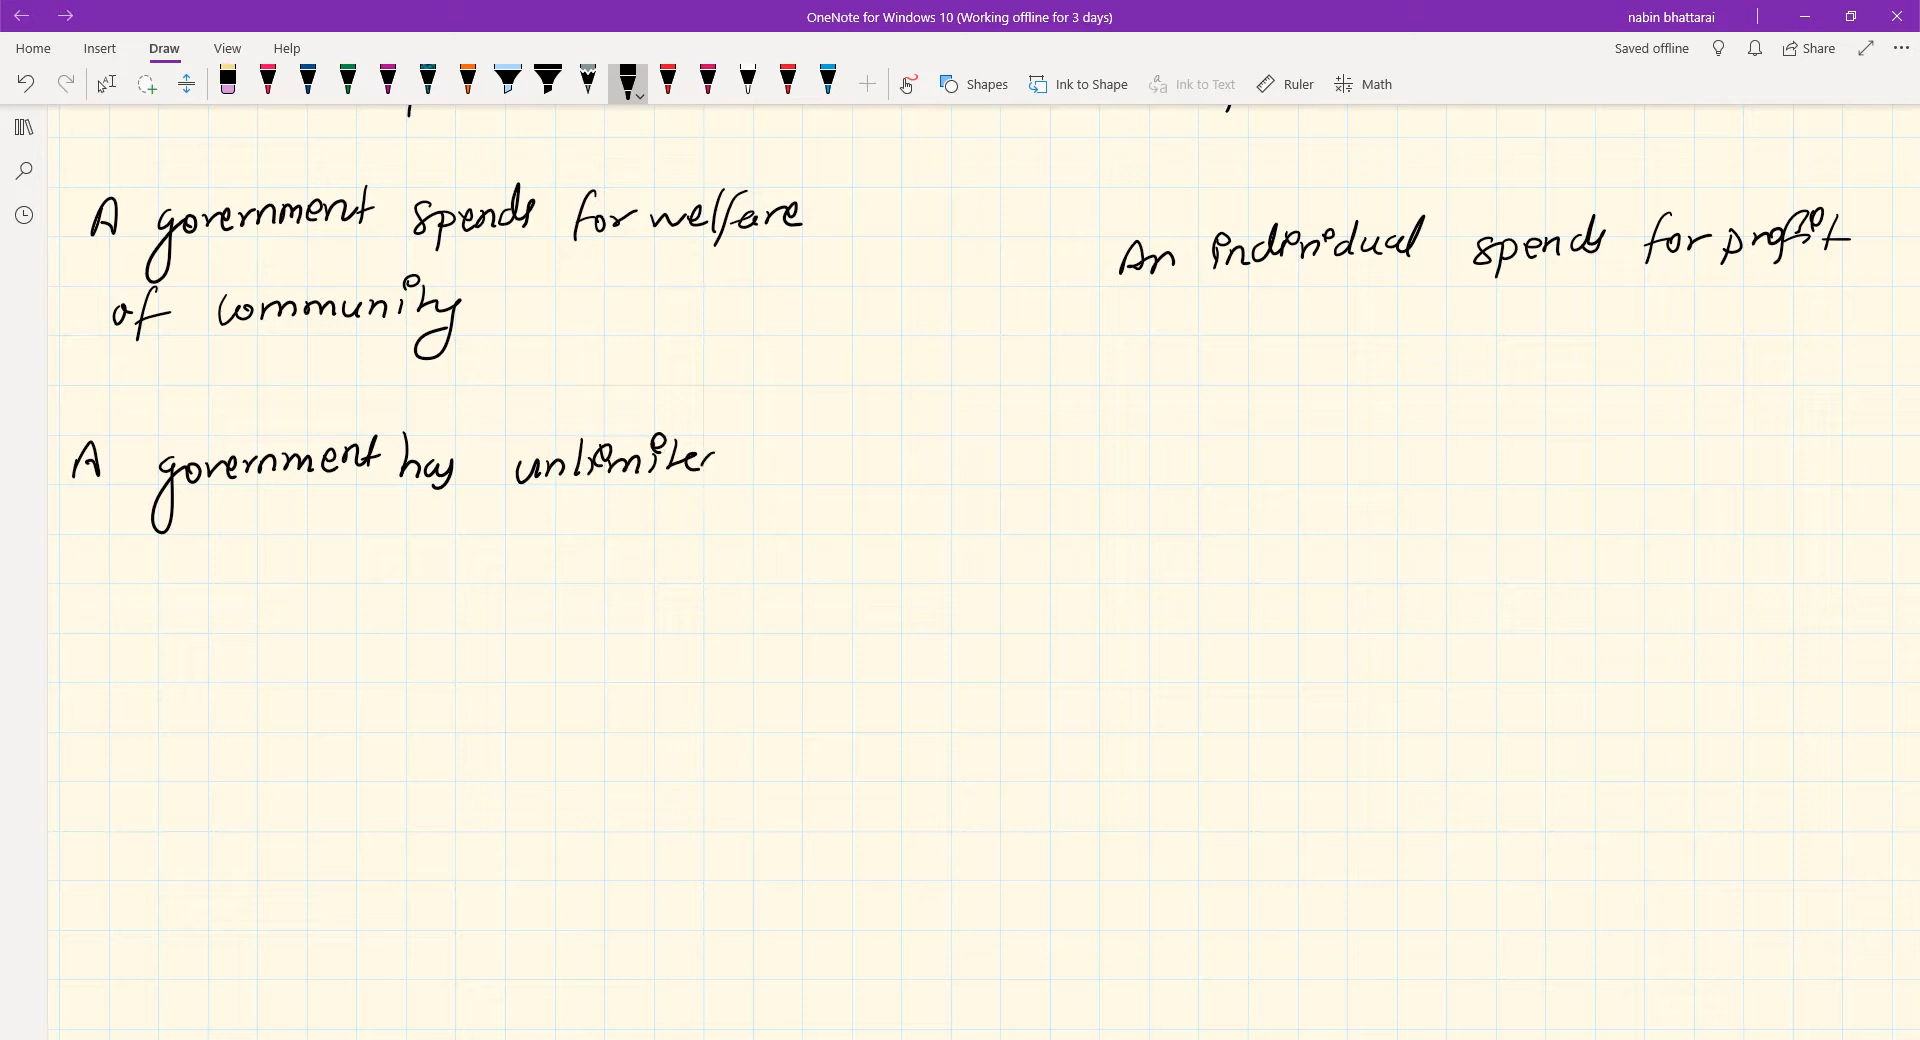 OneNote for Windows 10 (Working offline for 3 days)
nabin bhattarai
Home Insert Draw View Help
Saved offline Share
Shapes Ink to Shape Ink to Text Ruler Math
A government spends for welfare
of community
An individual spends for profit
A government has unlimite